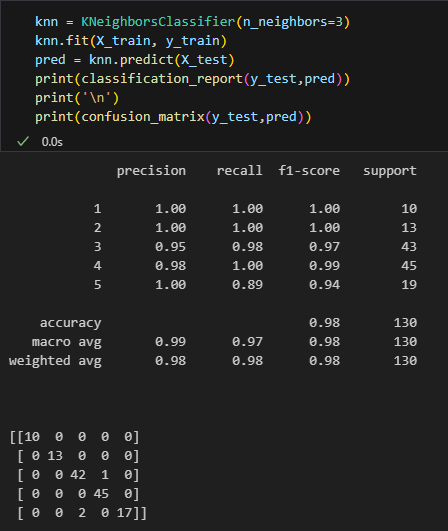 knn = KNeighborsClassifier(n_neighbors=3)
knn.fit(X_train, y_train)
pred = knn.predict(X_test)
print(classification_report(y_test,pred))
print('\n')
print(confusion_matrix(y_test,pred))
✓ 0.0s
precision recall f1-score support
1 1.00 1.00 1.00 10
2 1.00 1.00 1.00 13
3 0.95 0.98 0.97 43
4 0.98 1.00 0.99 45
5 1.00 0.89 0.94 19
accuracy 0.98 130
macro avg 0.99 0.97 0.98 130
weighted avg 0.98 0.98 0.98 130
[[10 0 0 0 0]
[ 0 13 0 0 0]
[ 0 0 42 1 0]
[ 0 0 0 45 0]
[ 0 0 2 0 17]]